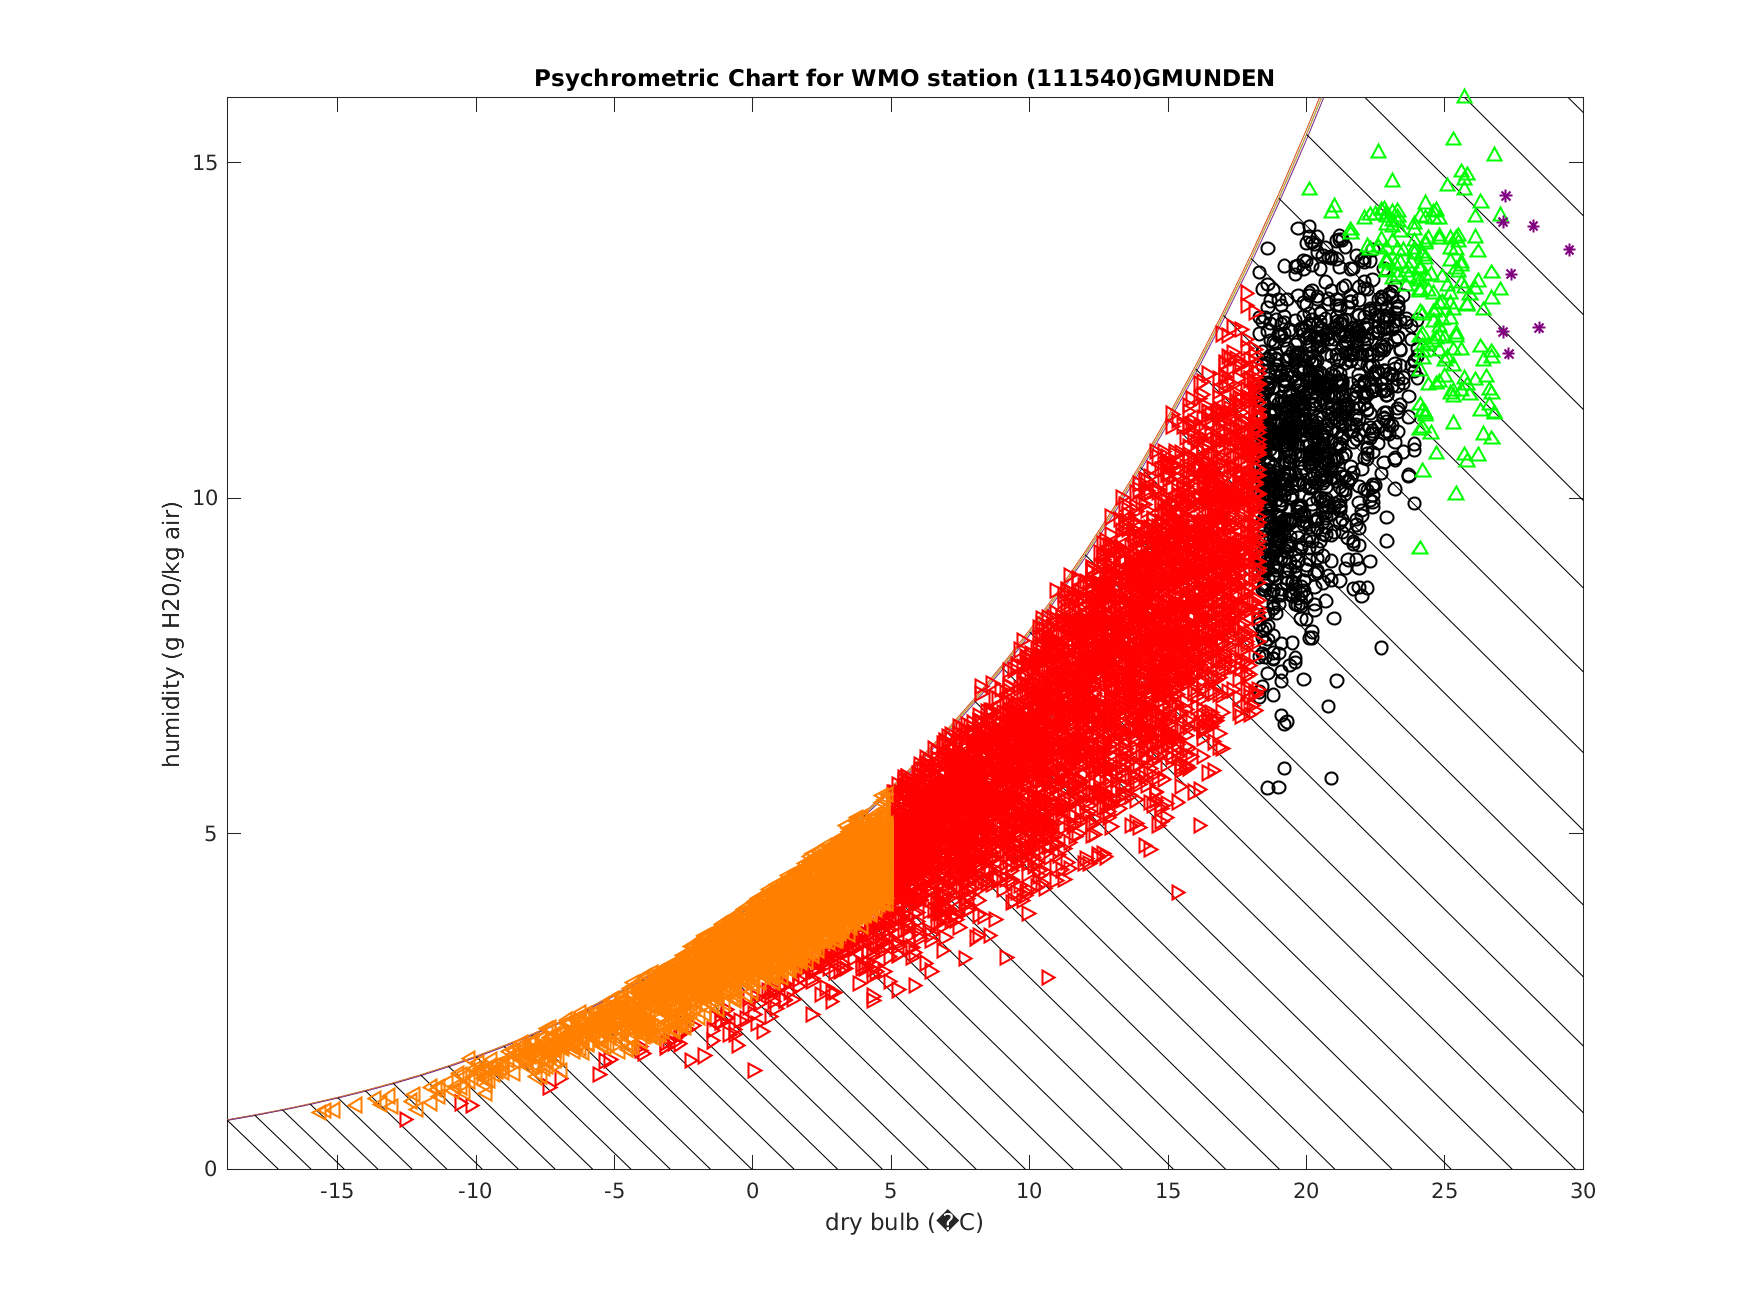 Psychrometric Chart for WMO station (111540)GMUNDEN
15
10
5
0
humidity (g H20/kg air)
-15 -10 -5 0 5 10 15 20 25 30
dry bulb (�C)